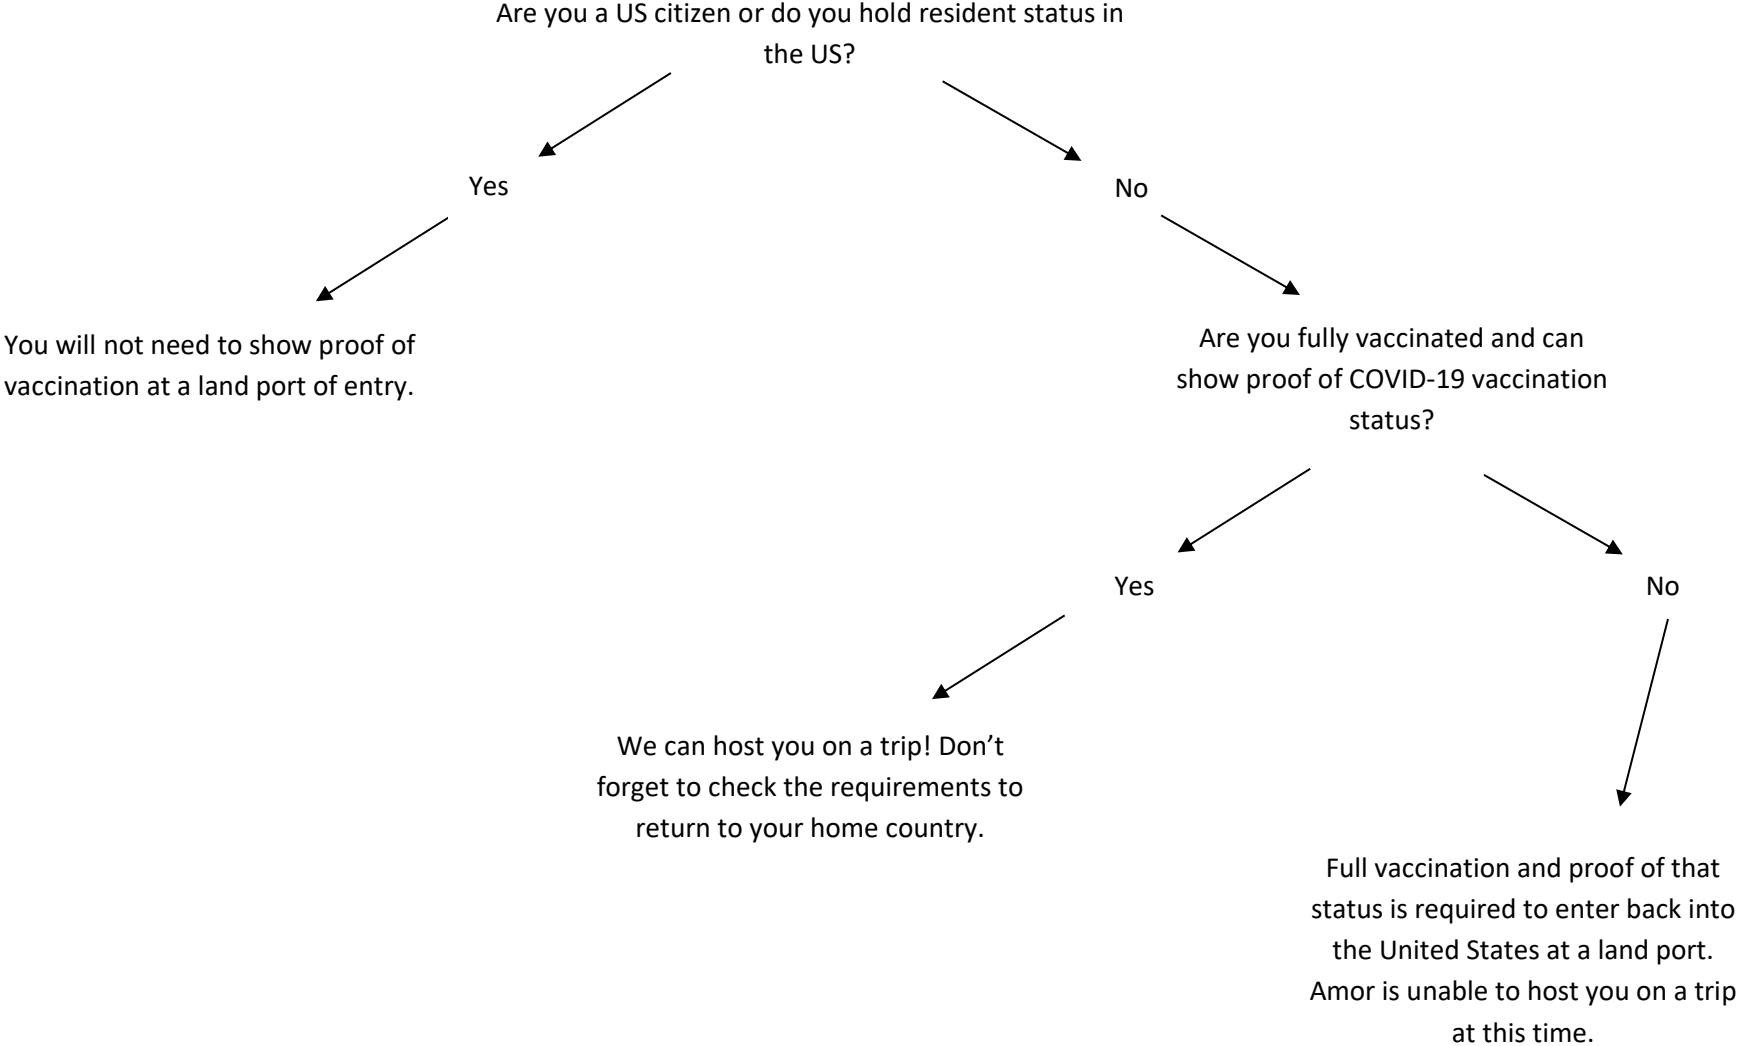 Are you a US citizen or do you hold resident status in
the US?
Yes
No
You will not need to show proof of
vaccination at a land port of entry.
Are you fully vaccinated and can
show proof of COVID-19 vaccination
status?
Yes
No
We can host you on a trip! Don’t
forget to check the requirements to
return to your home country.
Full vaccination and proof of that
status is required to enter back into
the United States at a land port.
Amor is unable to host you on a trip
at this time.